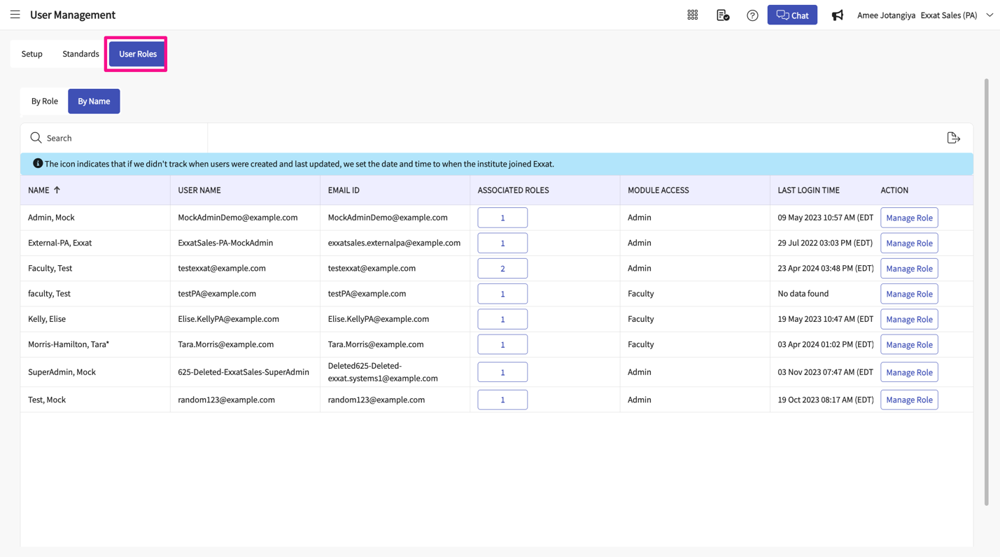 User Management
Chat
Amee Jotangiya Exxat Sales (PA)
Setup Standards User Roles
By Role By Name
Search
The icon indicates that if we didn't track when users were created and last updated, we set the date and time to when the institute joined Exxat.
NAME USER NAME EMAIL ID ASSOCIATED ROLES MODULE ACCESS LAST LOGIN TIME ACTION
Admin, Mock MockAdminDemo@example.com MockAdminDemo@example.com 1 Admin 09 May 2023 10:57 AM (EDT Manage Role
External-PA, Exxat ExxatSales-PA-MockAdmin exxatsales.externalpa@example.com 1 Admin 29 Jul 2022 03:03 PM (EDT) Manage Role
Faculty, Test testexxat@example.com testexxat@example.com 2 Admin 23 Apr 2024 03:48 PM (EDT) Manage Role
faculty, Test testPA@example.com testPA@example.com 1 Faculty No data found Manage Role
Kelly, Elise Elise.KellyPA@example.com Elise.KellyPA@example.com 1 Faculty 19 May 2023 10:47 AM (EDT Manage Role
Morris-Hamilton, Tara* Tara.Morris@example.com Tara.Morris@example.com 1 Faculty 03 Apr 2024 01:02 PM (EDT) Manage Role
SuperAdmin, Mock 625-Deleted-ExxatSales-SuperAdmin Deleted625-Deleted-
exxat.systems1@example.com 1 Admin 03 Nov 2023 07:47 AM (EDT Manage Role
Test, Mock random123@example.com random123@example.com 1 Admin 19 Oct 2023 08:17 AM (EDT) Manage Role